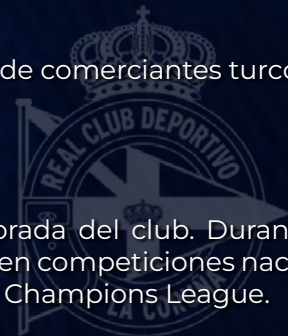 de comerciantes turco
REAL CLUB DEPORTIVO
orada del club. Duran
en competiciones nac
Champions League.
LA CORUÑA